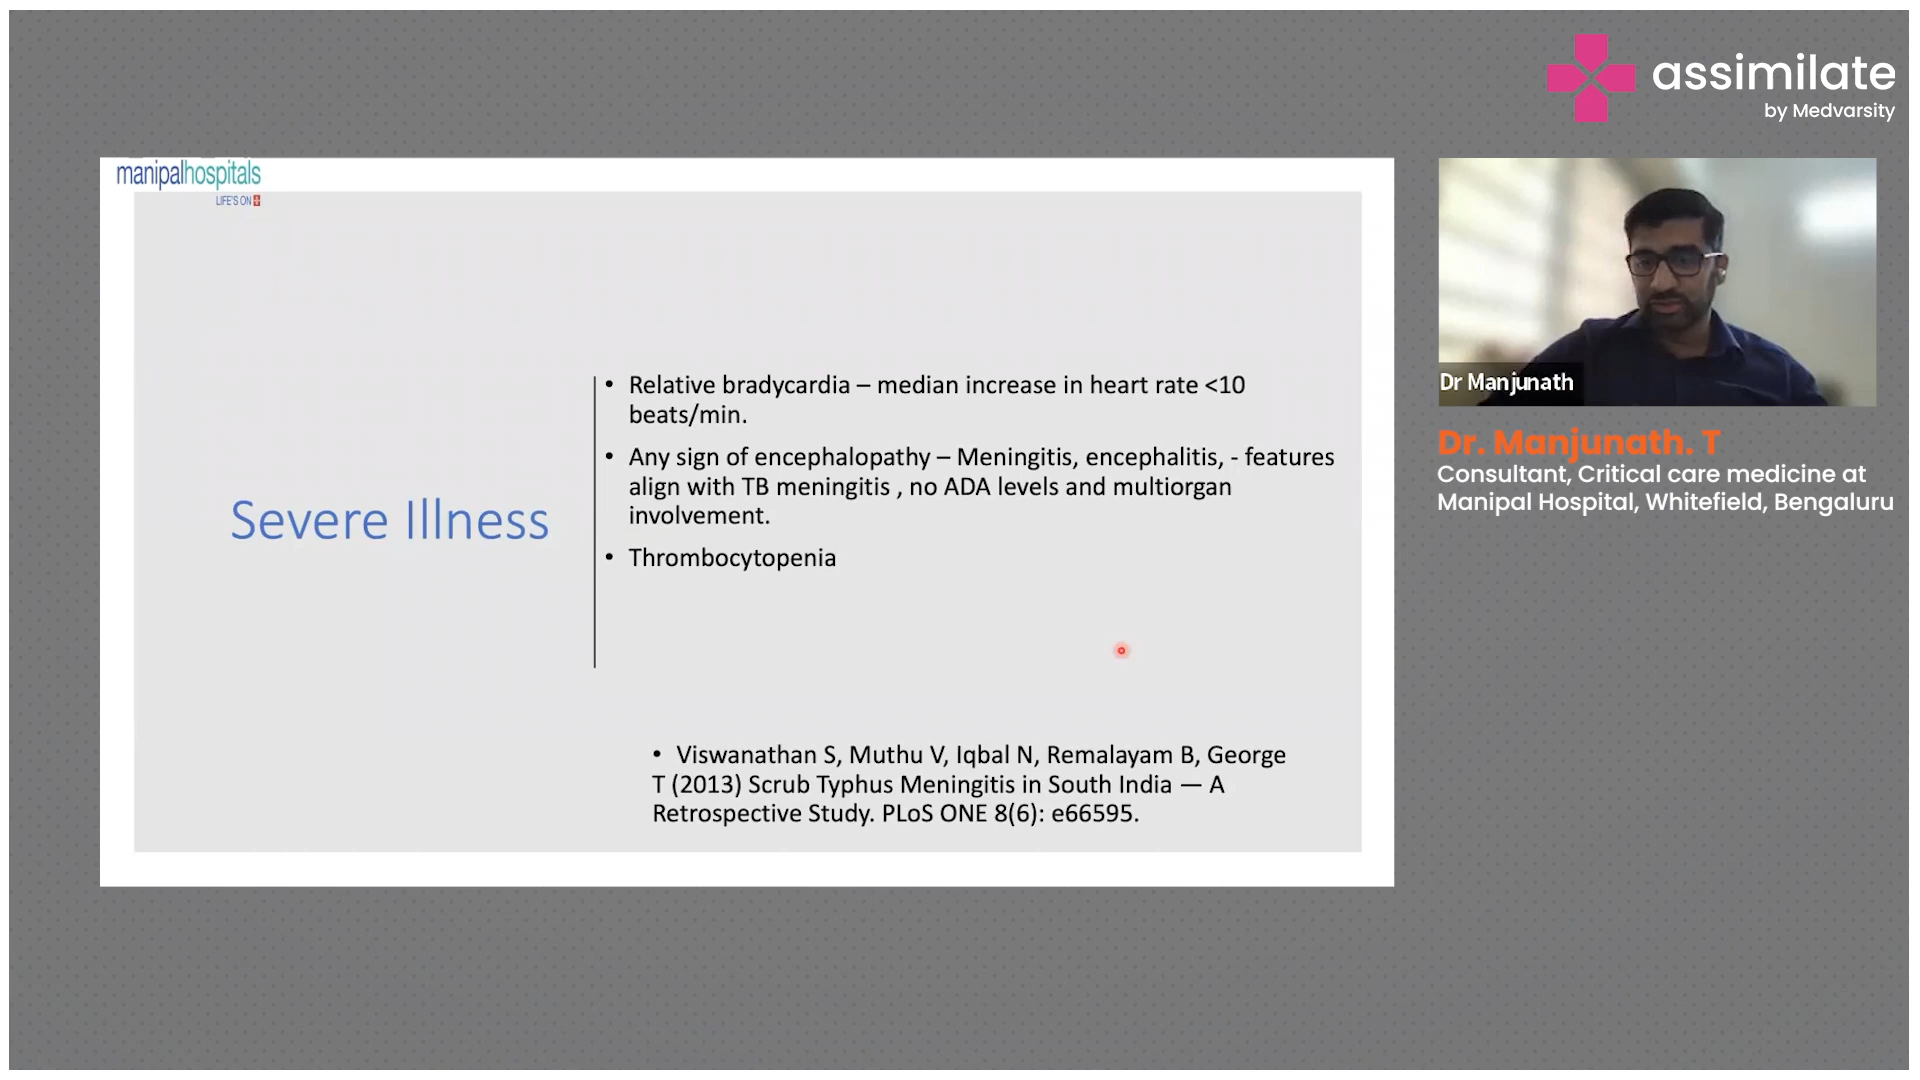 assimilate
by Medvarsity
manipalhospitals
LIFE'S ON
Severe Illness
• Relative bradycardia – median increase in heart rate <10
beats/min.
• Any sign of encephalopathy – Meningitis, encephalitis, - features
align with TB meningitis , no ADA levels and multiorgan
involvement.
• Thrombocytopenia
• Viswanathan S, Muthu V, Iqbal N, Remalayam B, George
T (2013) Scrub Typhus Meningitis in South India — A
Retrospective Study. PLoS ONE 8(6): e66595.
Dr Manjunath
Dr. Manjunath. T
Consultant, Critical care medicine at
Manipal Hospital, Whitefield, Bengaluru